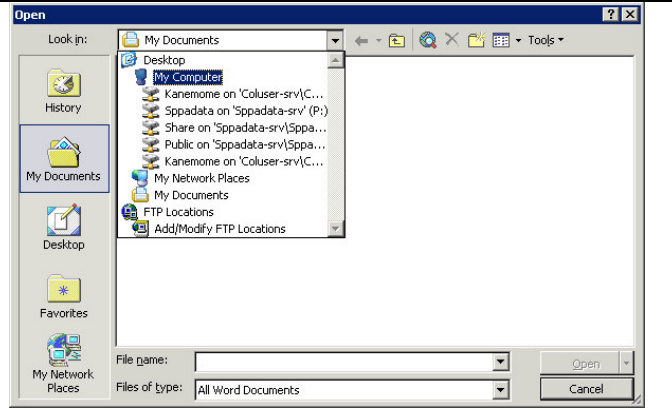 Open
Look in: My Documents Tools
Desktop
My Computer
Kanemome on 'Coluser-srv\C...
Sppadata on 'Sppadata-srv' (P:)
Share on 'Sppadata-srv\Sppa...
Public on 'Sppadata-srv\Sppa...
Kanemome on 'Coluser-srv\C...
My Network Places
My Documents
FTP Locations
Add/Modify FTP Locations
History
My Documents
Desktop
Favorites
My Network
Places
File name: Open
Files of type: All Word Documents Cancel